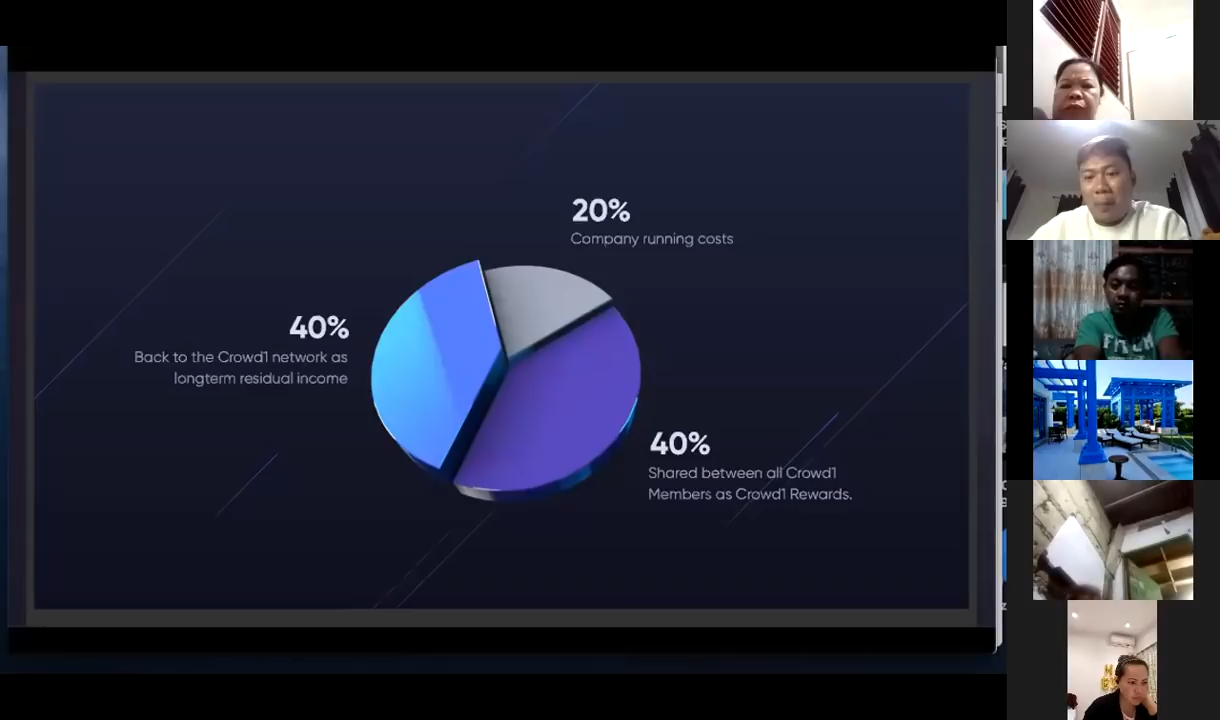 20%
Company running costs
40%
Back to the Crowd1 network as
longterm residual income
40%
Shared between all Crowd1
Members as Crowd1 Rewards.